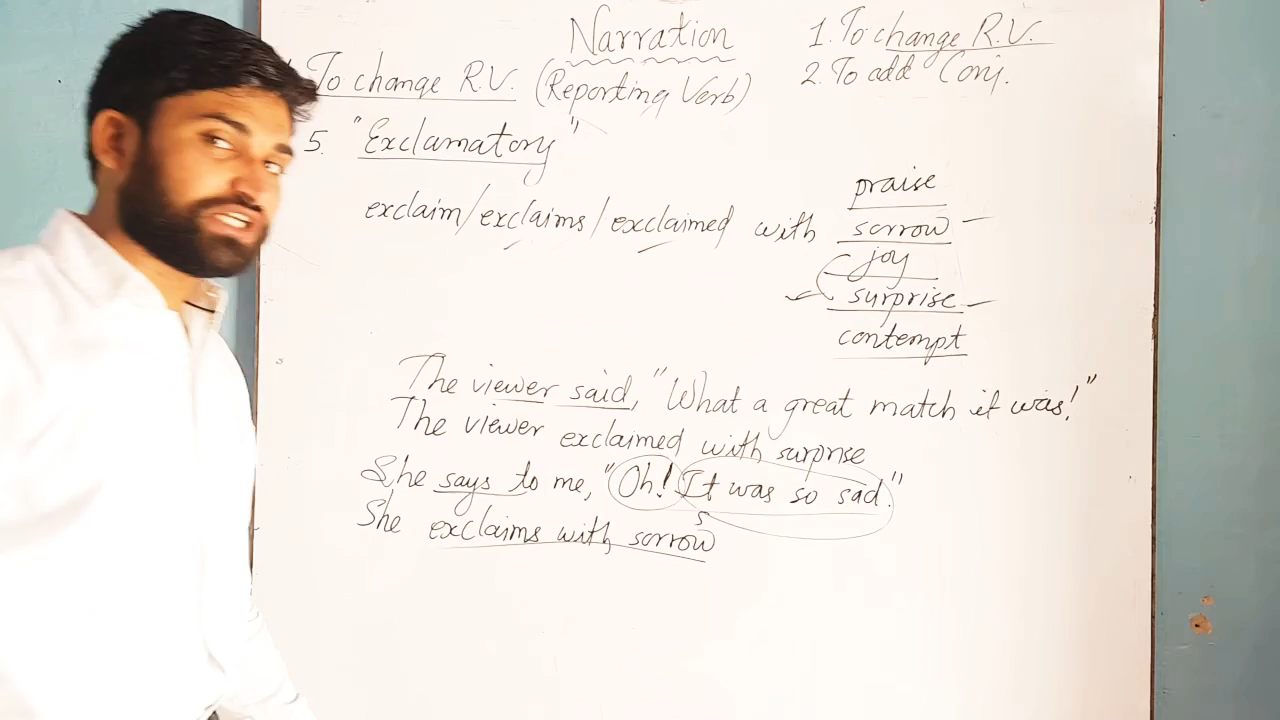 Narration
1. To change R.V.
2. To add Conj.
To change R.V. (Reporting Verb)
5. "Exclamatory"
exclaim/exclaims/exclaimed with
praise
sorrow
joy
surprise
contempt
The viewer said, "What a great match it was!"
The viewer exclaimed with surprise
She says to me, "Oh! It was so sad."
She exclaims with sorrow
s